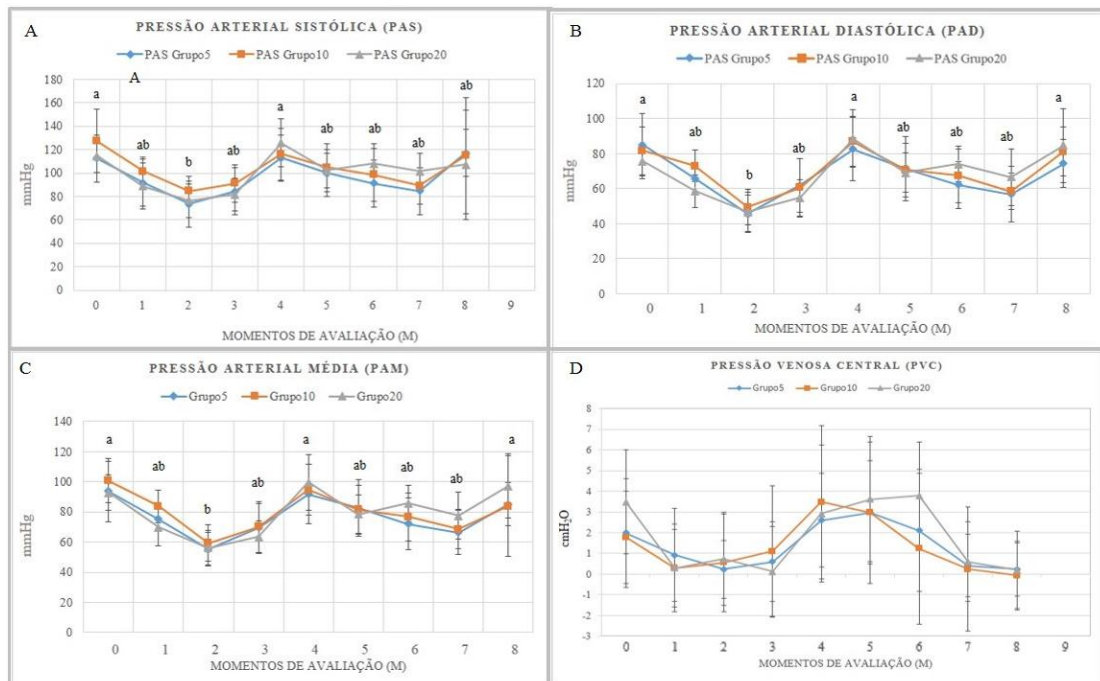 A
PRESSÃO ARTERIAL SISTÓLICA (PAS)
PAS Grupo5 PAS Grupo10 PAS Grupo20
A
mmHg
180
160
140
120
100
80
60
40
20
0
a ab b ab a ab ab ab ab
0 1 2 3 4 5 6 7 8 9
MOMENTOS DE AVALIAÇÃO (M)
B
PRESSÃO ARTERIAL DIASTÓLICA (PAD)
PAS Grupo5 PAS Grupo10 PAS Grupo20
mmHg
120
100
80
60
40
20
0
a ab b ab a ab ab ab a
0 1 2 3 4 5 6 7 8
MOMENTOS DE AVALIAÇÃO (M)
C
PRESSÃO ARTERIAL MÉDIA (PAM)
Grupo5 Grupo10 Grupo20
mmHg
140
120
100
80
60
40
20
0
a ab b ab a ab ab ab a
0 1 2 3 4 5 6 7 8
MOMENTOS DE AVALIAÇÃO (M)
D
PRESSÃO VENOSA CENTRAL (PVC)
Grupo5 Grupo10 Grupo20
cmH₂O
8
7
6
5
4
3
2
1
0
-1
-2
-3
0 1 2 3 4 5 6 7 8 9
MOMENTOS DE AVALIAÇÃO (M)